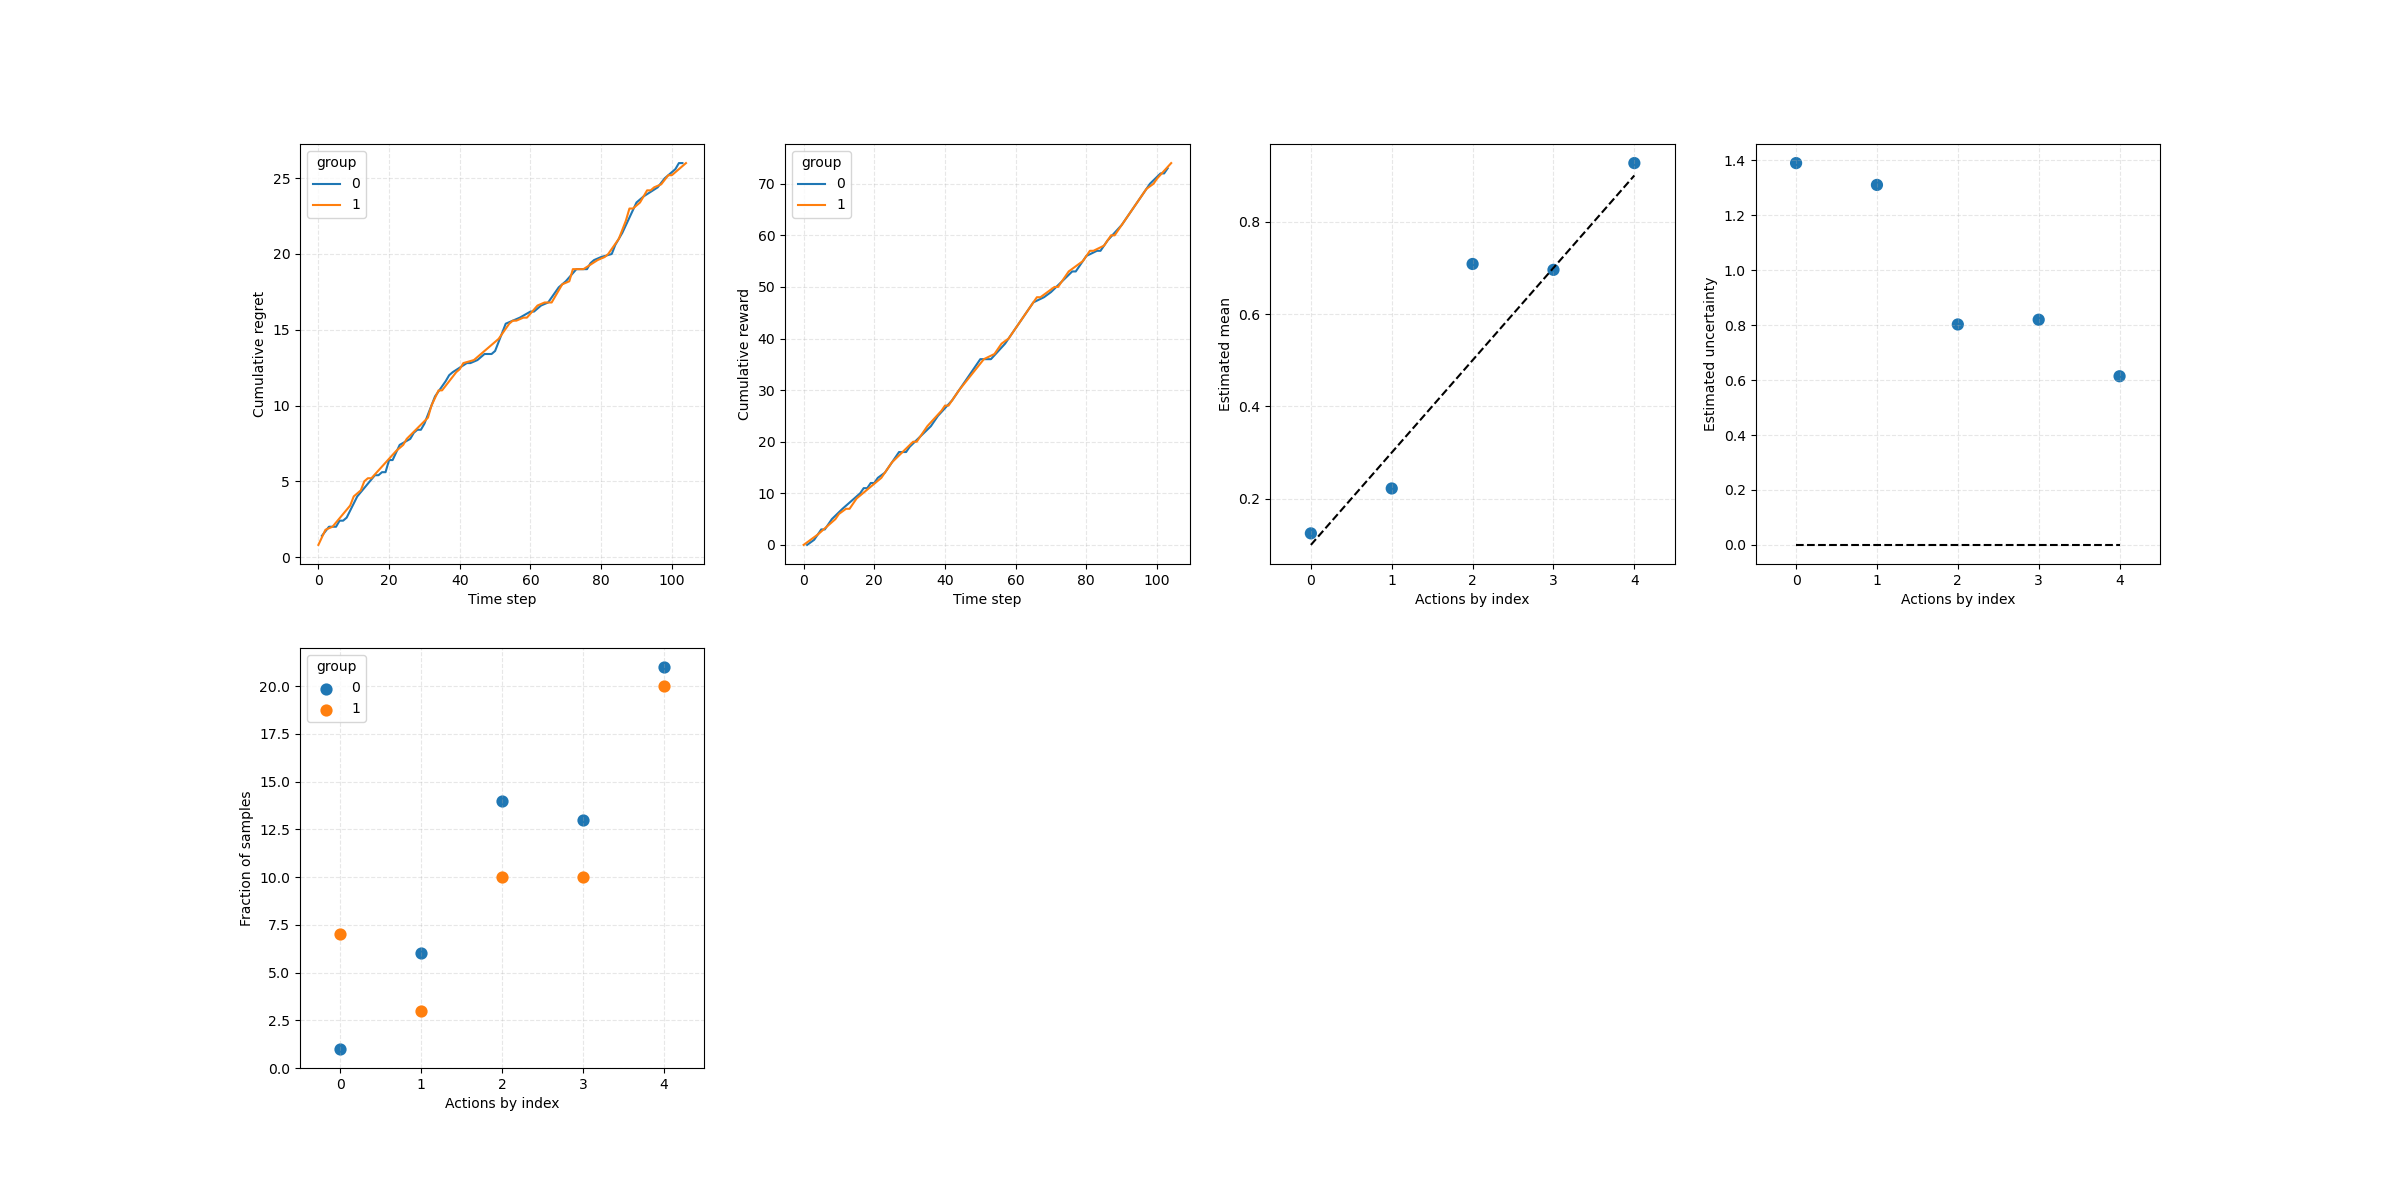 group
0
1
25
20
15
10
5
0
Cumulative regret
0 20 40 60 80 100
Time step
group
0
1
70
60
50
40
30
20
10
0
Cumulative reward
0 20 40 60 80 100
Time step
0.8
0.6
0.4
0.2
Estimated mean
0 1 2 3 4
Actions by index
1.4
1.2
1.0
0.8
0.6
0.4
0.2
0.0
Estimated uncertainty
0 1 2 3 4
Actions by index
group
0
1
20.0
17.5
15.0
12.5
10.0
7.5
5.0
2.5
0.0
Fraction of samples
0 1 2 3 4
Actions by index